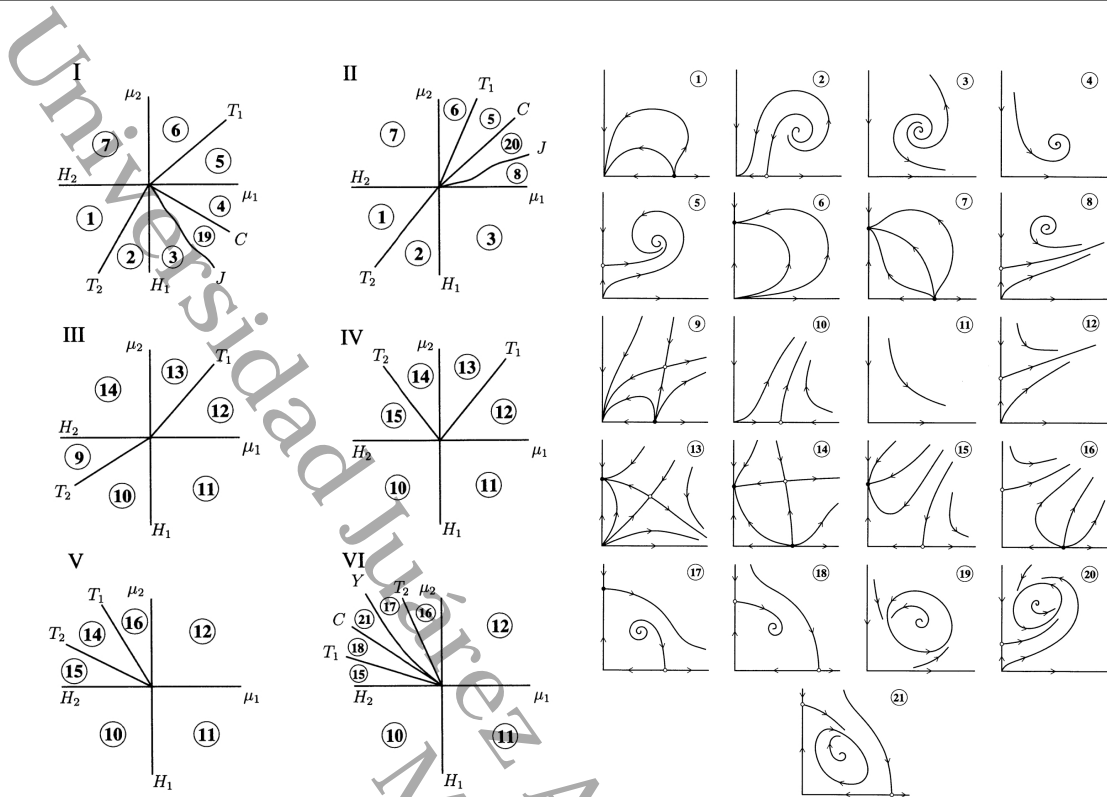 Universidad Juárez A
M
I
μ₂
T₁
6
7
5
H₂
μ₁
4
1
19
C
2
3
T₂
H₁
J
II
T₁
μ₂
C
6
5
7
20
J
8
H₂
μ₁
1
3
2
T₂
H₁
III
μ₂
T₁
13
14
12
H₂
μ₁
9
T₂
10
11
H₁
IV
T₂
μ₂
T₁
13
14
15
12
H₂
μ₁
10
11
H₁
V
T₁
μ₂
16
T₂
14
12
15
H₂
μ₁
10
11
H₁
VI
Y
T₂
μ₂
17
16
C
21
12
18
T₁
15
H₂
μ₁
10
11
H₁
1
2
3
4
5
6
7
8
9
10
11
12
13
14
15
16
17
18
19
20
21